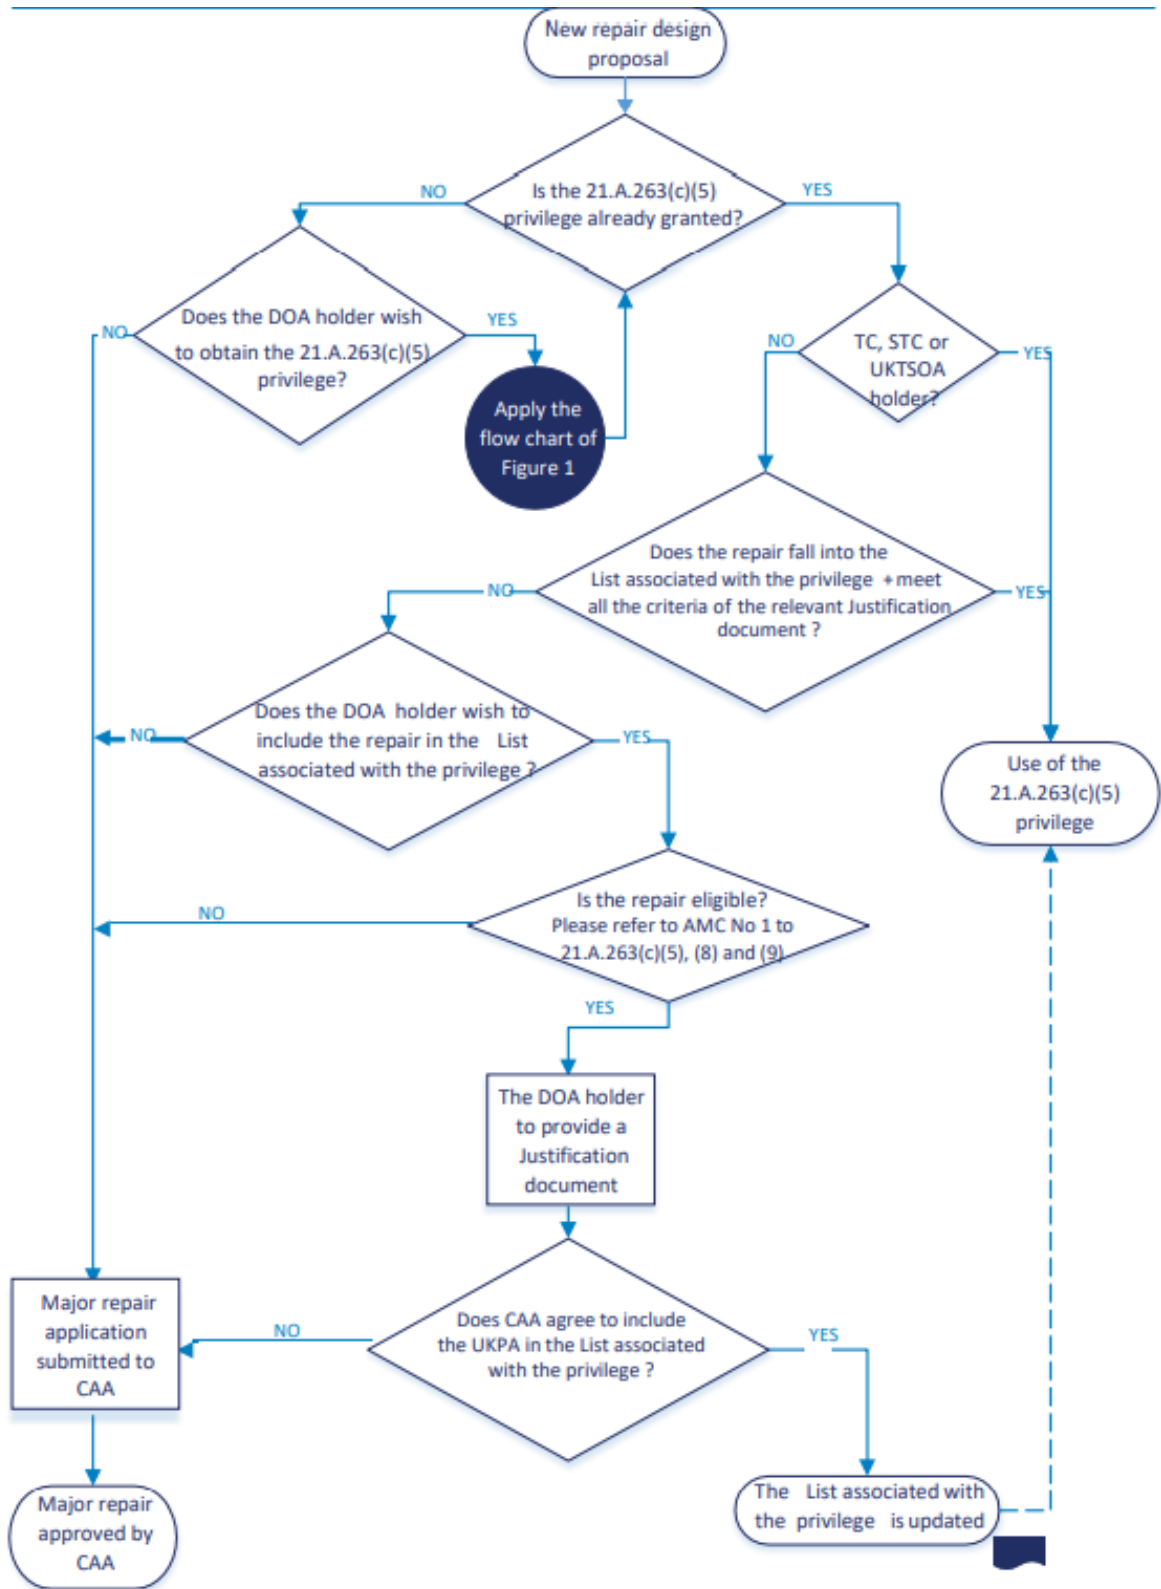 New repair design
proposal
Is the 21.A.263(c)(5)
privilege already granted?
NO
YES
Does the DOA holder wish
to obtain the 21.A.263(c)(5)
privilege?
NO
YES
Apply the
flow chart of
Figure 1
TC, STC or
UKTSOA
holder?
NO
YES
Does the repair fall into the
List associated with the privilege + meet
all the criteria of the relevant Justification
document ?
NO
YES
Does the DOA holder wish to
include the repair in the List
associated with the privilege ?
NO
YES
Use of the
21.A.263(c)(5)
privilege
Is the repair eligible?
Please refer to AMC No 1 to
21.A.263(c)(5), (8) and (9)
NO
YES
The DOA holder
to provide a
Justification
document
Does CAA agree to include
the UKPA in the List associated
with the privilege ?
NO
YES
Major repair
application
submitted to
CAA
Major repair
approved by
CAA
The List associated with
the privilege is updated